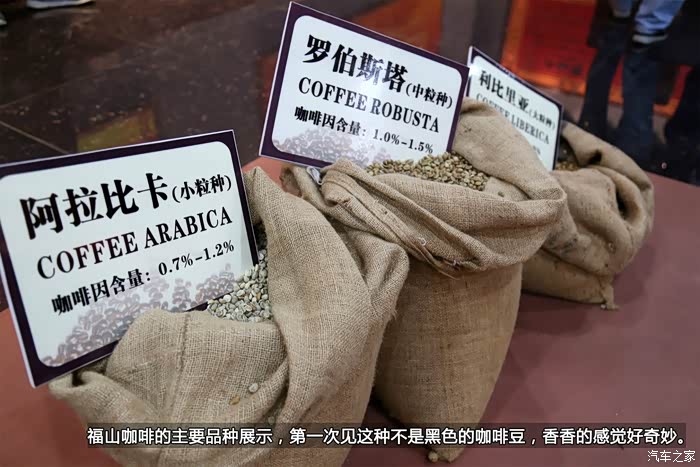 阿拉比卡(小粒种)
COFFEE ARABICA
咖啡因含量：0.7%-1.2%
罗伯斯塔(中粒种)
COFFEE ROBUSTA
咖啡因含量：1.0%-1.5%
利比里亚(大粒种)
COFFEE LIBERICA
福山咖啡的主要品种展示，第一次见这种不是黑色的咖啡豆，香香的感觉好奇妙。
汽车之家